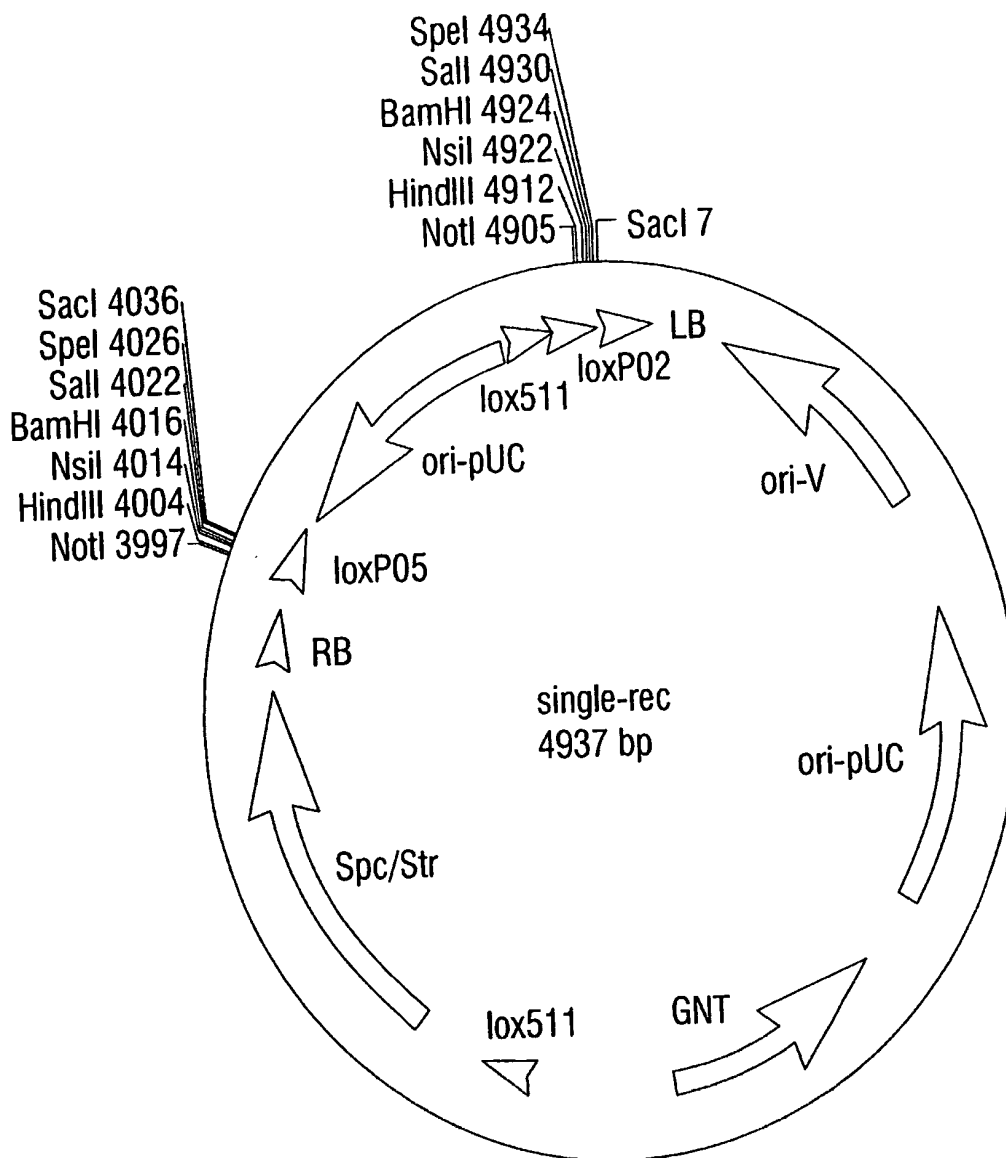 SpeI 4934
SalI 4930
BamHI 4924
NsiI 4922
HindIII 4912
NotI 4905
SacI 7
SacI 4036
SpeI 4026
SalI 4022
BamHI 4016
NsiI 4014
HindIII 4004
NotI 3997
LB
loxP02
lox511
ori-pUC
ori-V
loxP05
RB
single-rec
4937 bp
ori-pUC
Spc/Str
GNT
lox511